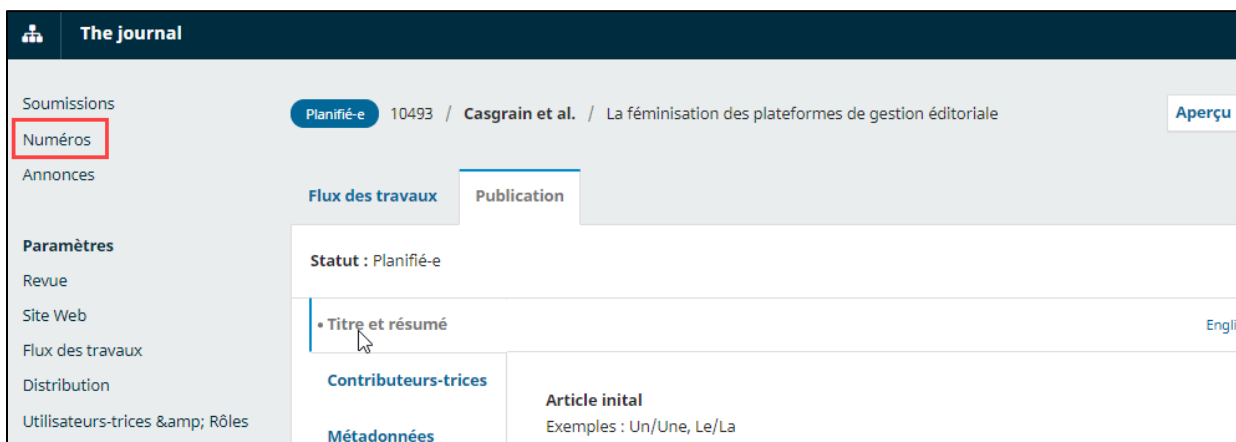 The journal
Soumissions
Numéros
Annonces
Paramètres
Revue
Site Web
Flux des travaux
Distribution
Utilisateurs-trices &amp; Rôles
Planifié-e 10493 / Casgrain et al. / La féminisation des plateformes de gestion éditoriale
Aperçu
Flux des travaux Publication
Statut : Planifié-e
• Titre et résumé
Engli
Contributeurs-trices
Métadonnées
Article inital
Exemples : Un/Une, Le/La